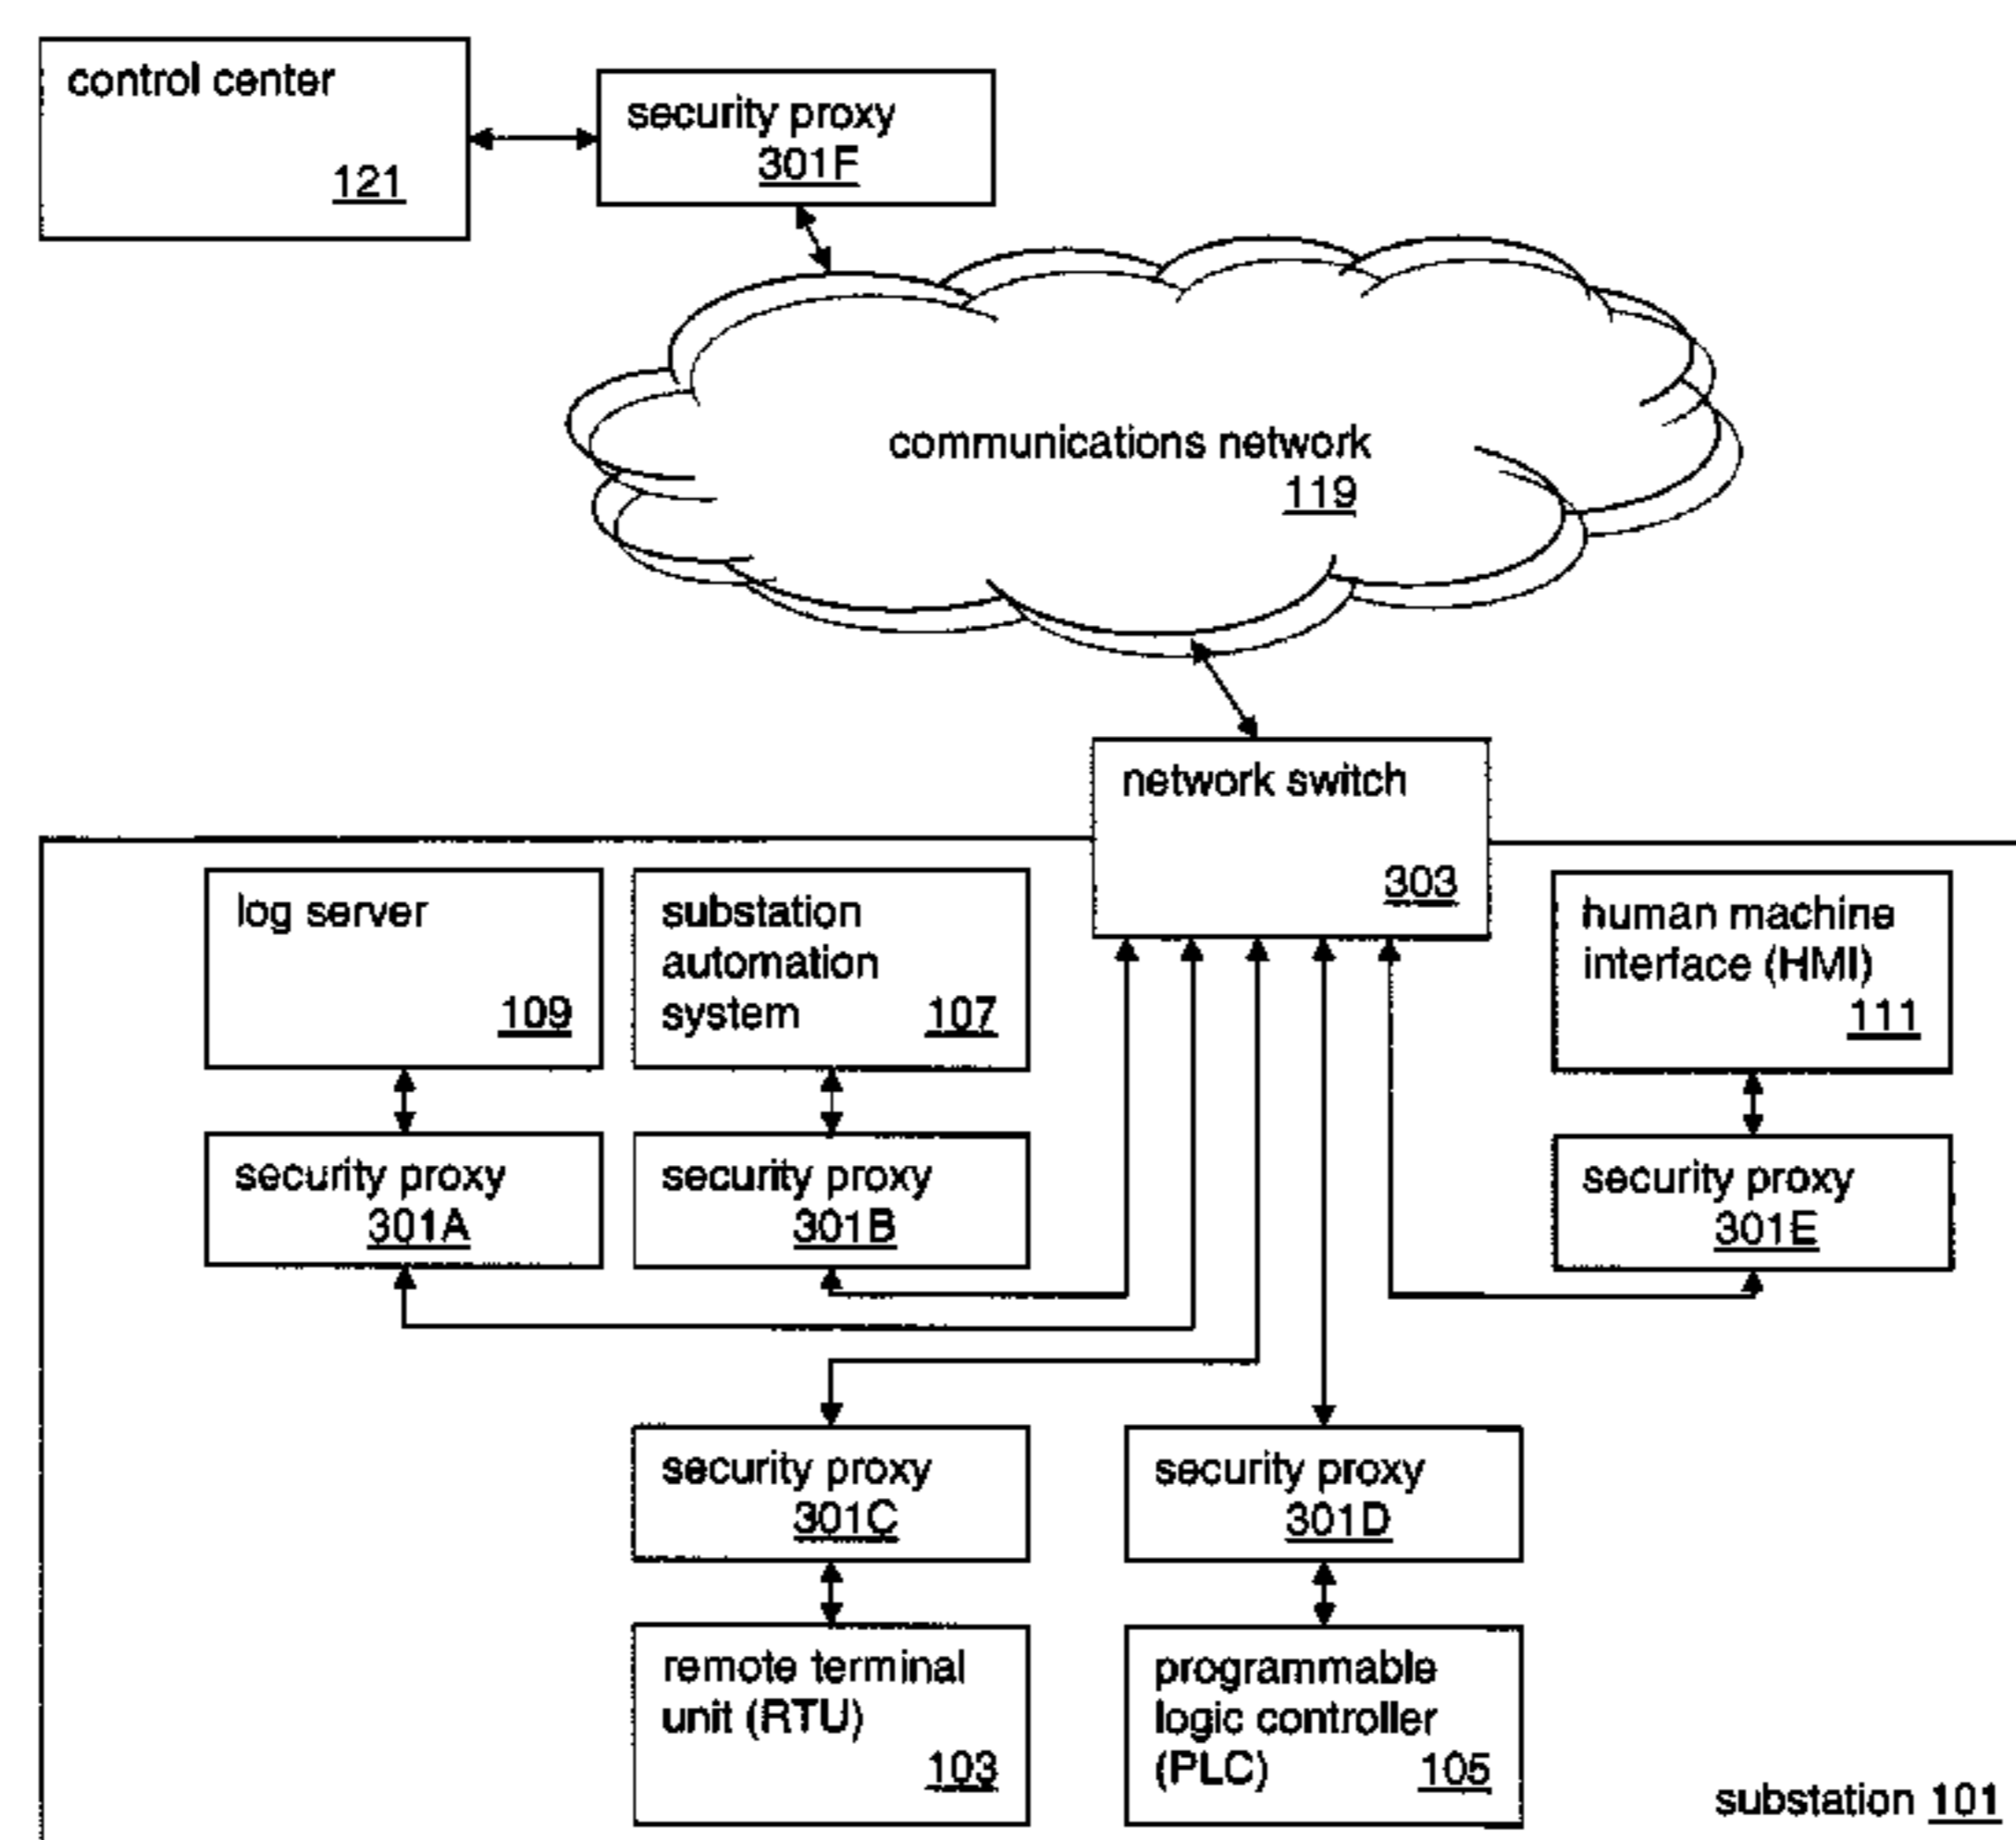 control center
121
security proxy
301F
communications network
119
network switch
303
log server
109
substation
automation
system 107
human machine
interface (HMI)
111
security proxy
301A
security proxy
301B
security proxy
301E
security proxy
301C
security proxy
301D
remote terminal
unit (RTU)
103
programmable
logic controller
(PLC) 105
substation 101